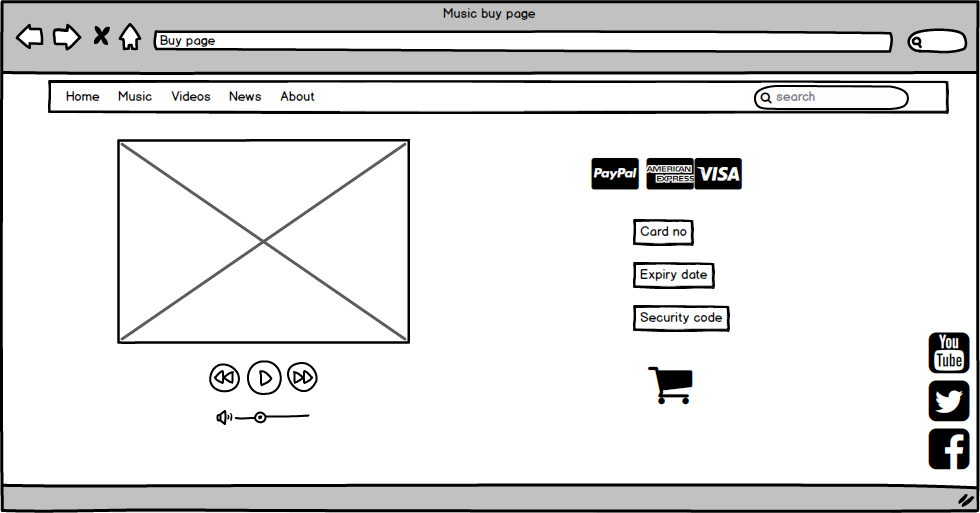 Music buy page
Buy page
Home Music Videos News About search
PayPal AMERICAN EXPRESS VISA
Card no
Expiry date
Security code
You
Tube